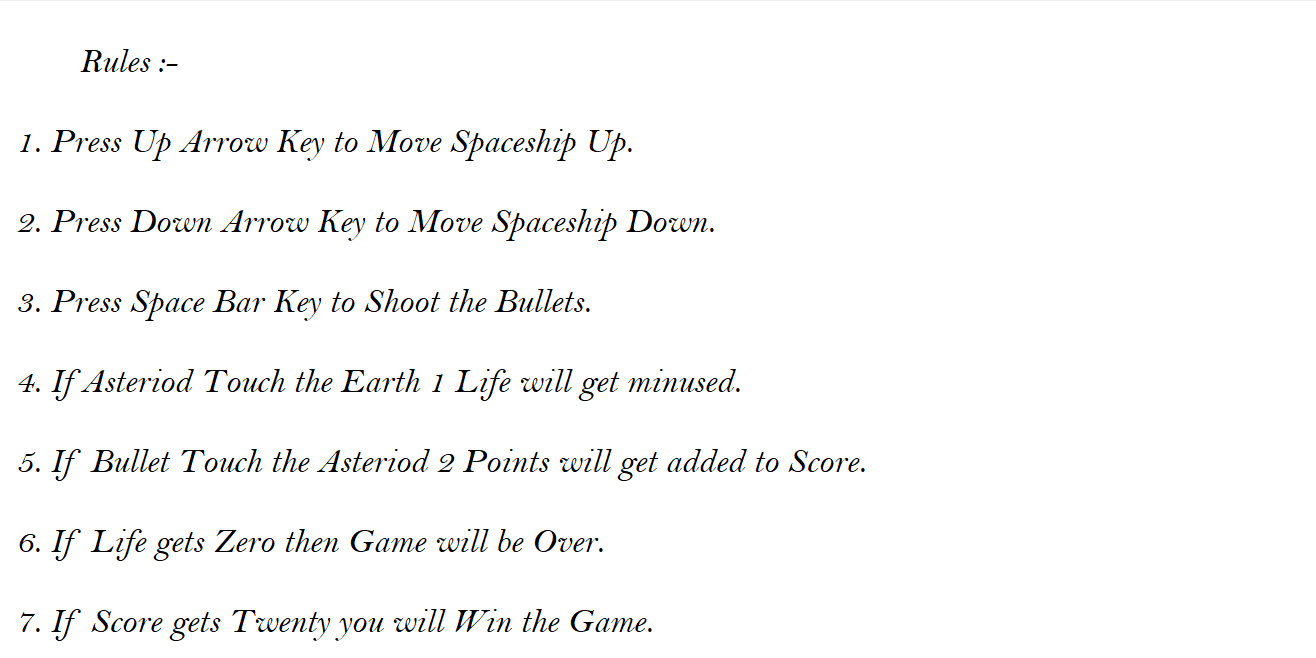 Rules :-
1. Press Up Arrow Key to Move Spaceship Up.
2. Press Down Arrow Key to Move Spaceship Down.
3. Press Space Bar Key to Shoot the Bullets.
4. If Asteriod Touch the Earth 1 Life will get minused.
5. If Bullet Touch the Asteriod 2 Points will get added to Score.
6. If Life gets Zero then Game will be Over.
7. If Score gets Twenty you will Win the Game.